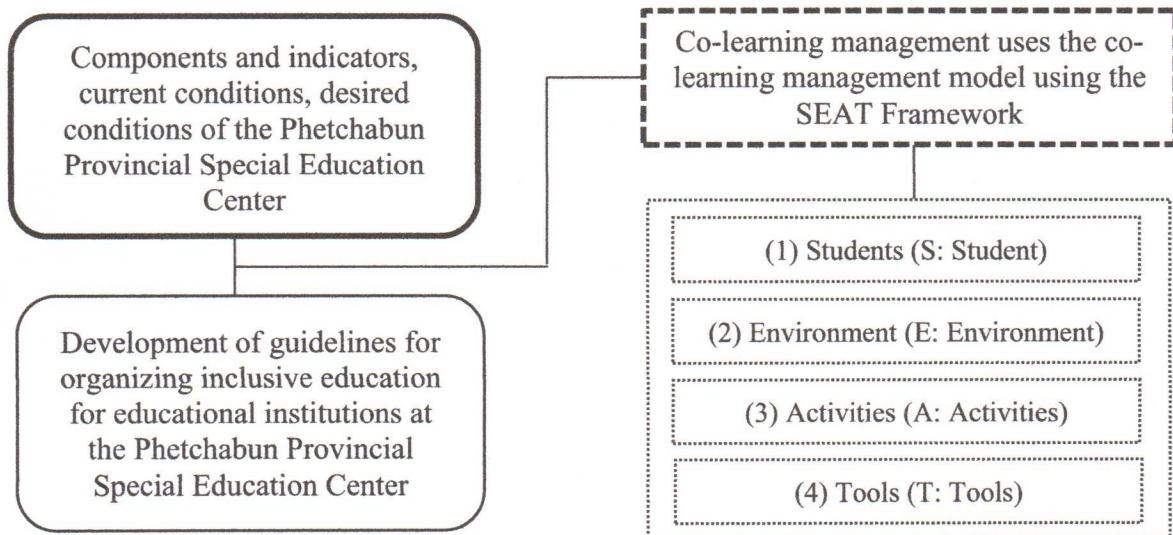 Components and indicators,
current conditions, desired
conditions of the Phetchabun
Provincial Special Education
Center
Development of guidelines for
organizing inclusive education
for educational institutions at
the Phetchabun Provincial
Special Education Center
Co-learning management uses the co-
learning management model using the
SEAT Framework
(1) Students (S: Student)
(2) Environment (E: Environment)
(3) Activities (A: Activities)
(4) Tools (T: Tools)